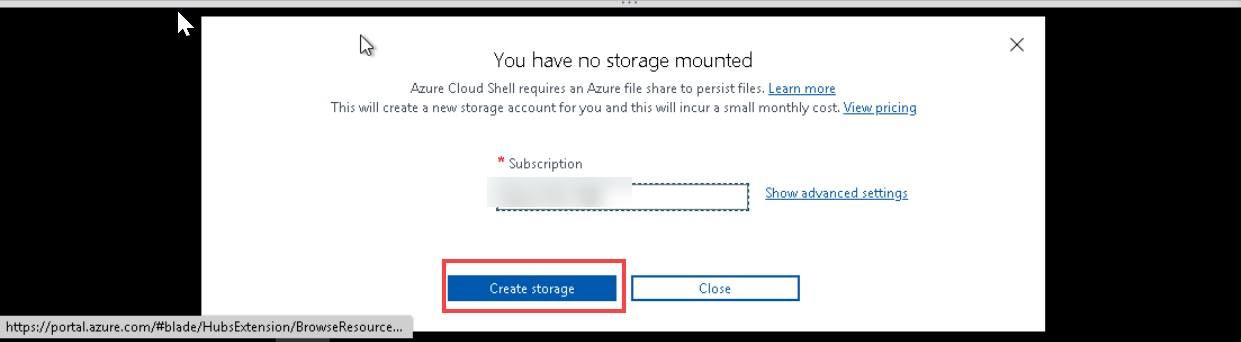 You have no storage mounted
Azure Cloud Shell requires an Azure file share to persist files. Learn more
This will create a new storage account for you and this will incur a small monthly cost. View pricing
* Subscription
Show advanced settings
Create storage
Close
https://portal.azure.com/#blade/HubsExtension/BrowseResource...